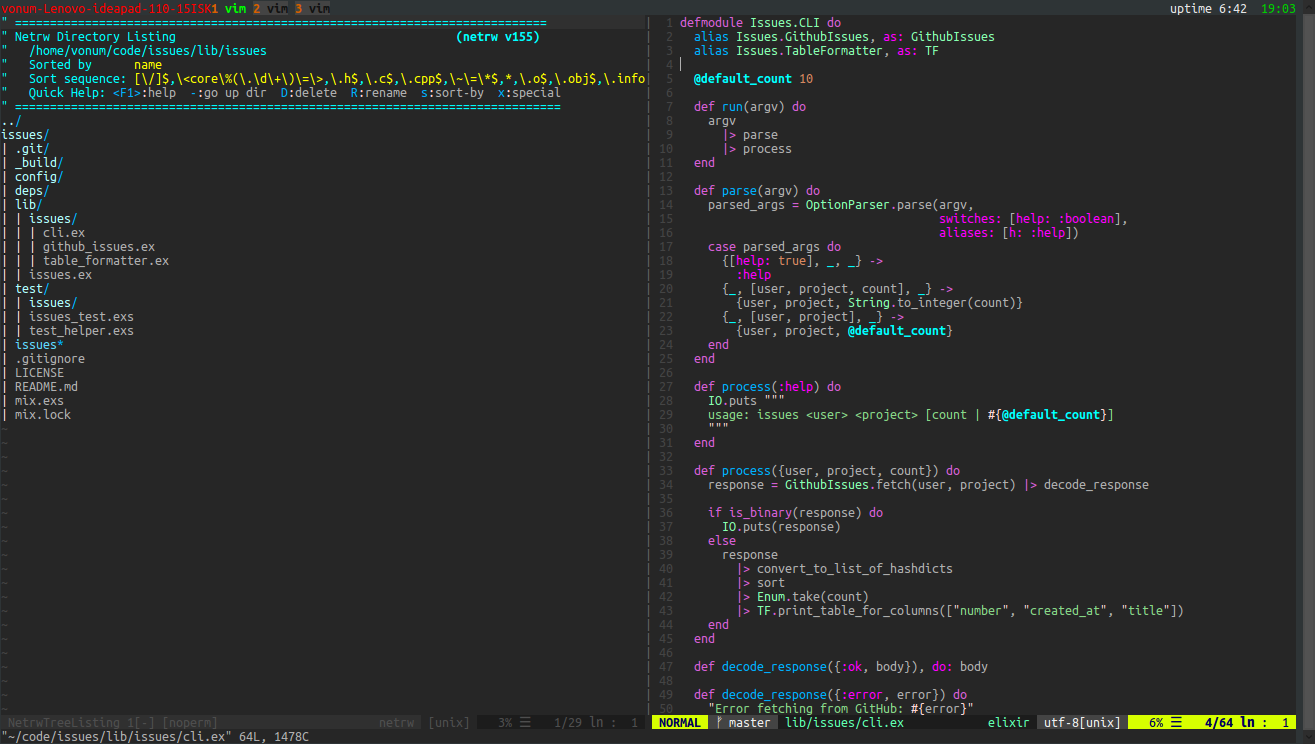 vonum-Lenovo-ideapad-110-15ISK1 vim 2 vim 3 vim uptime 6:42 19:03
" ============================================================================
" Netrw Directory Listing                                        (netrw v155)
"   /home/vonum/code/issues/lib/issues
"   Sorted by      name
"   Sort sequence: [\/]$,\<core\%(\.\d\+\)\=\>,\.h$,\.c$,\.cpp$,\~\=\*$,*,\.o$,\.obj$,\.info
"   Quick Help: <F1>:help  -:go up dir  D:delete  R:rename  s:sort-by  x:special
" ==============================================================================
../
issues/
| .git/
| _build/
| config/
| deps/
| lib/
| | issues/
| | | cli.ex
| | | github_issues.ex
| | | table_formatter.ex
| | issues.ex
| test/
| | issues/
| | issues_test.exs
| | test_helper.exs
| issues*
| .gitignore
| LICENSE
| README.md
| mix.exs
| mix.lock
NetrwTreeListing 1[-] [noperm] netrw [unix] 3% ☰ 1/29 ln : 1
1 defmodule Issues.CLI do
2   alias Issues.GithubIssues, as: GithubIssues
3   alias Issues.TableFormatter, as: TF
4
5   @default_count 10
6
7   def run(argv) do
8     argv
9       |> parse
10       |> process
11   end
12
13   def parse(argv) do
14     parsed_args = OptionParser.parse(argv,
15                                      switches: [help: :boolean],
16                                      aliases: [h: :help])
17     case parsed_args do
18       {[help: true], _, _} ->
19         :help
20       {_, [user, project, count], _} ->
21         {user, project, String.to_integer(count)}
22       {_, [user, project], _} ->
23         {user, project, @default_count}
24     end
25   end
26
27   def process(:help) do
28     IO.puts """
29     usage: issues <user> <project> [count | #{@default_count}]
30     """
31   end
32
33   def process({user, project, count}) do
34     response = GithubIssues.fetch(user, project) |> decode_response
35
36     if is_binary(response) do
37       IO.puts(response)
38     else
39       response
40         |> convert_to_list_of_hashdicts
41         |> sort
42         |> Enum.take(count)
43         |> TF.print_table_for_columns(["number", "created_at", "title"])
44     end
45   end
46
47   def decode_response({:ok, body}), do: body
48
49   def decode_response({:error, error}) do
50     "Error fetching from GitHub: #{error}"
NORMAL ᚠ master lib/issues/cli.ex elixir utf-8[unix] 6% ☰ 4/64 ln : 1
"~/code/issues/lib/issues/cli.ex" 64L, 1478C